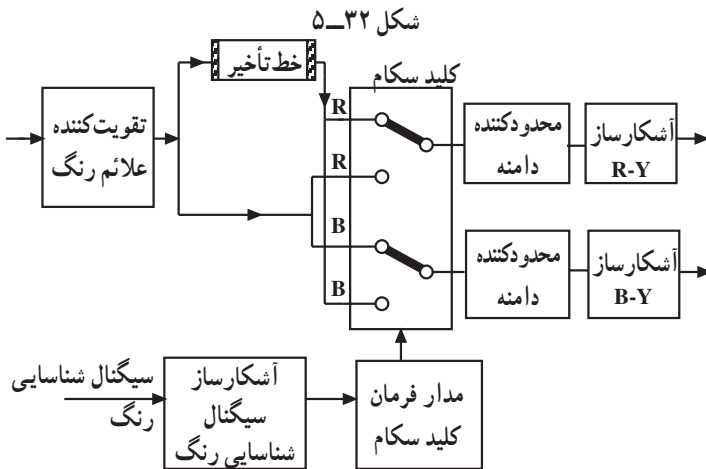 شکل ۳۲ــ۵
خط تأخیر
کلید سکام
تقویت‌کننده
علائم رنگ
R
R
B
B
محدودکننده
دامنه
آشکارساز
R-Y
محدودکننده
دامنه
آشکارساز
B-Y
سیگنال شناسایی
رنگ
آشکارساز
سیگنال
شناسایی رنگ
مدار فرمان
کلید سکام